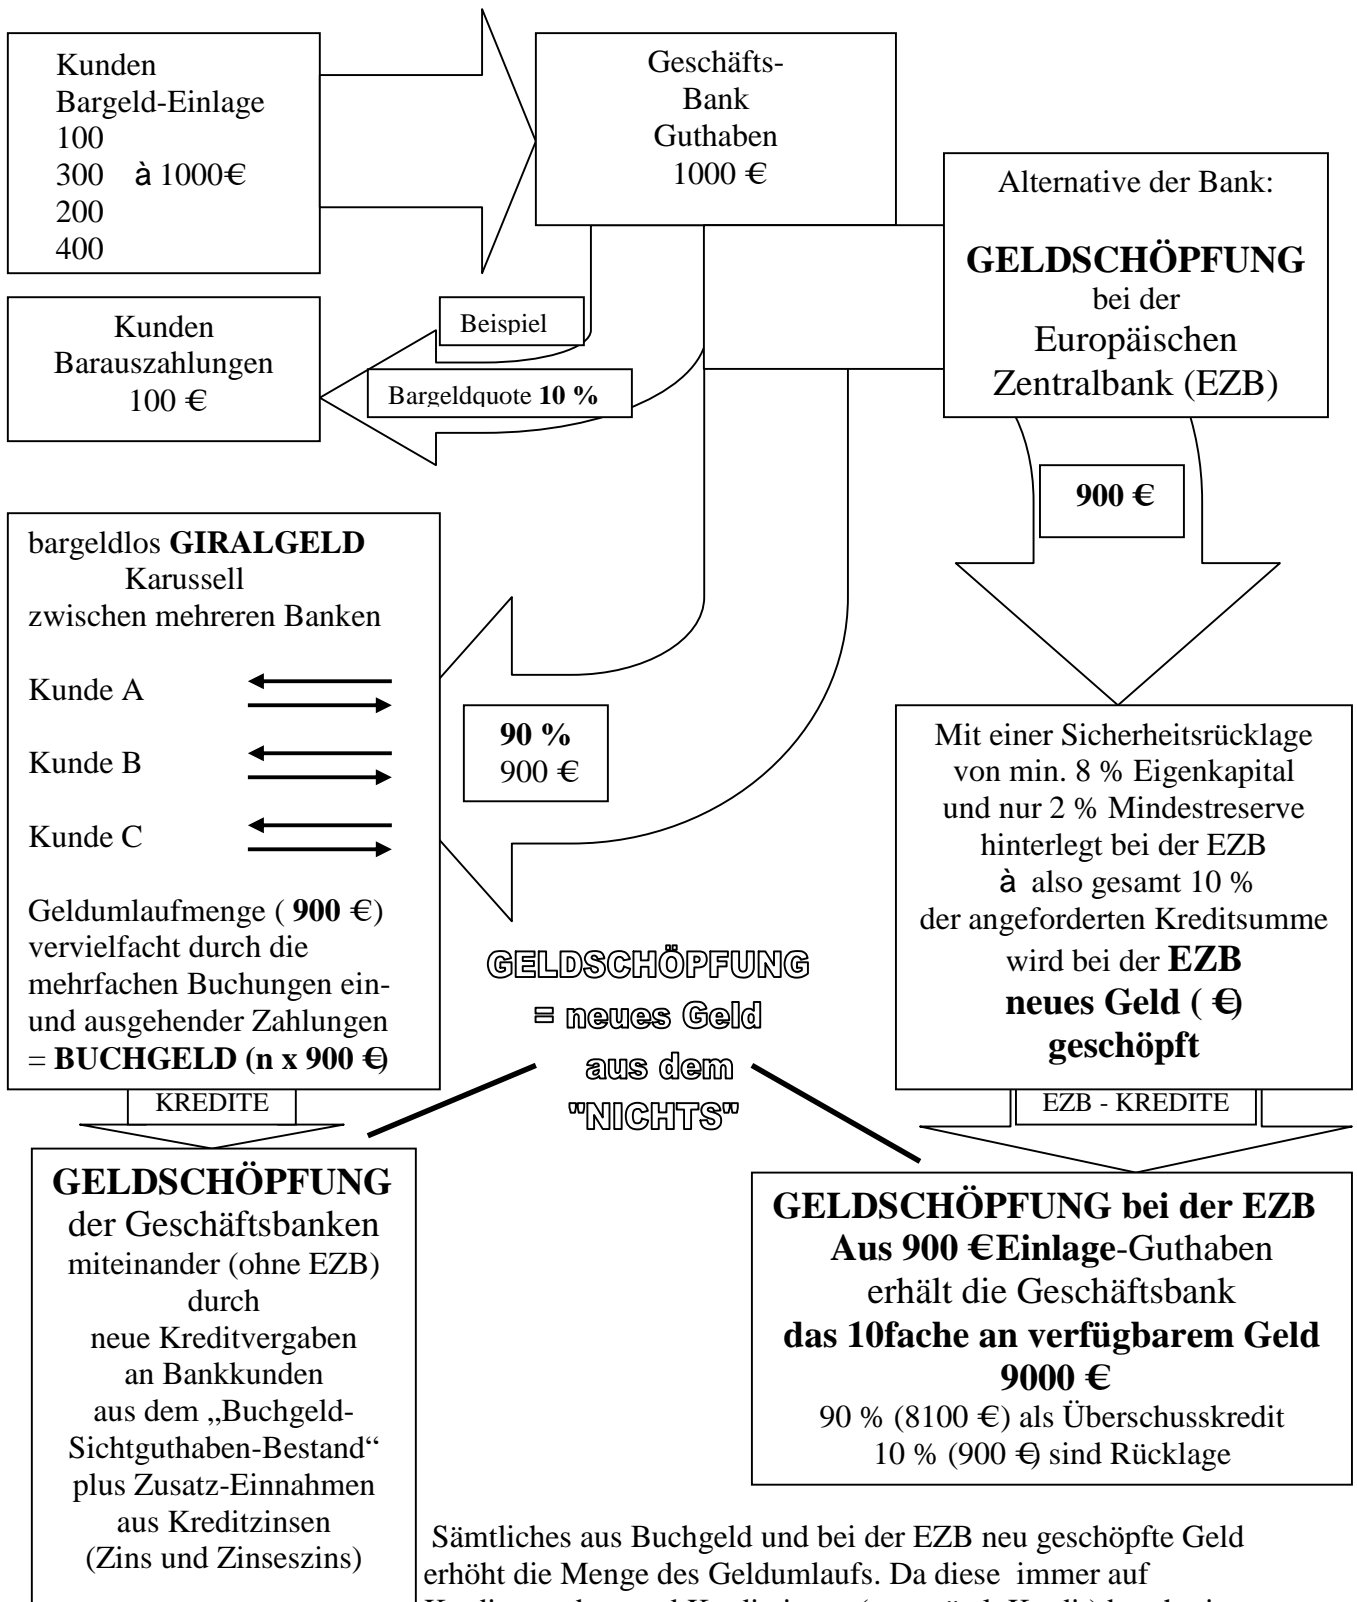 Kunden
Bargeld-Einlage
100
300 à 1000€
200
400
Geschäfts-
Bank
Guthaben
1000 €
Alternative der Bank:
GELDSCHÖPFUNG
bei der
Europäischen
Zentralbank (EZB)
Kunden
Barauszahlungen
100 €
Beispiel
Bargeldquote 10 %
900 €
bargeldlos GIRALGELD
Karussell
zwischen mehreren Banken
Kunde A
Kunde B
Kunde C
Geldumlaufmenge ( 900 €)
vervielfacht durch die
mehrfachen Buchungen ein-
und ausgehender Zahlungen
= BUCHGELD (n x 900 €)
90 %
900 €
Mit einer Sicherheitsrücklage
von min. 8 % Eigenkapital
und nur 2 % Mindestreserve
hinterlegt bei der EZB
à also gesamt 10 %
der angeforderten Kreditsumme
wird bei der EZB
neues Geld ( €)
geschöpft
GELDSCHÖPFUNG
= neues Geld
aus dem
"NICHTS"
KREDITE
EZB - KREDITE
GELDSCHÖPFUNG
der Geschäftsbanken
miteinander (ohne EZB)
durch
neue Kreditvergaben
an Bankkunden
aus dem „Buchgeld-
Sichtguthaben-Bestand“
plus Zusatz-Einnahmen
aus Kreditzinsen
(Zins und Zinseszins)
GELDSCHÖPFUNG bei der EZB
Aus 900 €Einlage-Guthaben
erhält die Geschäftsbank
das 10fache an verfügbarem Geld
9000 €
90 % (8100 €) als Überschusskredit
10 % (900 €) sind Rücklage
Sämtliches aus Buchgeld und bei der EZB neu geschöpfte Geld
erhöht die Menge des Geldumlaufs. Da diese immer auf